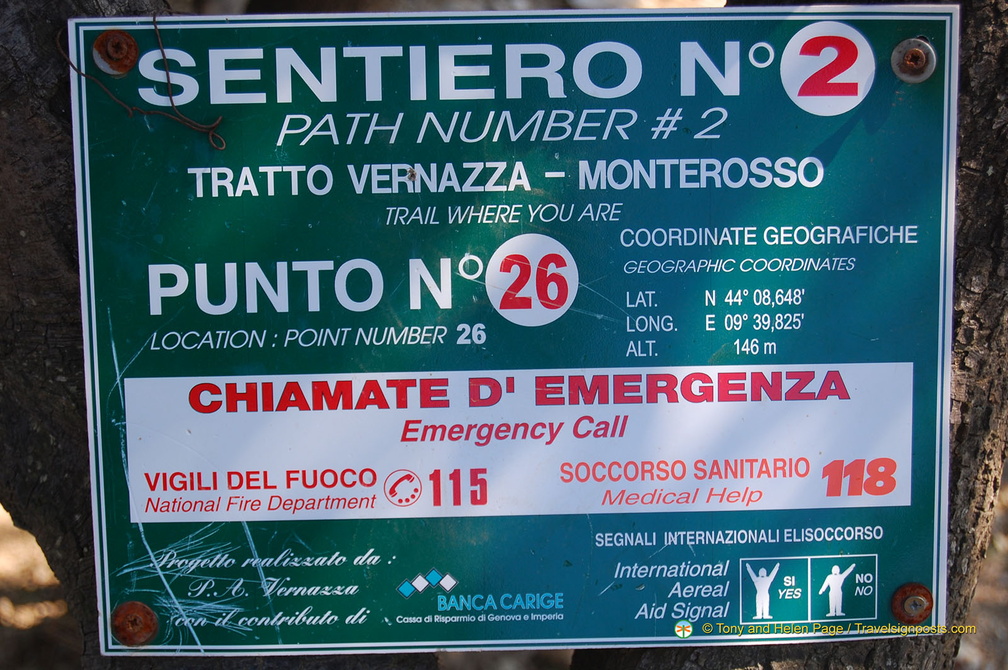 SENTIERO N° 2
PATH NUMBER # 2
TRATTO VERNAZZA – MONTEROSSO
TRAIL WHERE YOU ARE
PUNTO N° 26
LOCATION : POINT NUMBER 26
COORDINATE GEOGRAFICHE
GEOGRAPHIC COORDINATES
LAT. N 44° 08,648'
LONG. E 09° 39,825'
ALT. 146 m
CHIAMATE D' EMERGENZA
Emergency Call
VIGILI DEL FUOCO 115
National Fire Department
SOCCORSO SANITARIO 118
Medical Help
Progetto realizzato da :
P.A. Vernazza
con il contributo di
BANCA CARIGE
Cassa di Risparmio di Genova e Imperia
SEGNALI INTERNAZIONALI ELISOCCORSO
International
Aereal
Aid Signal
SI
YES
NO
NO
© Tony and Helen Page / Travelsignposts.com